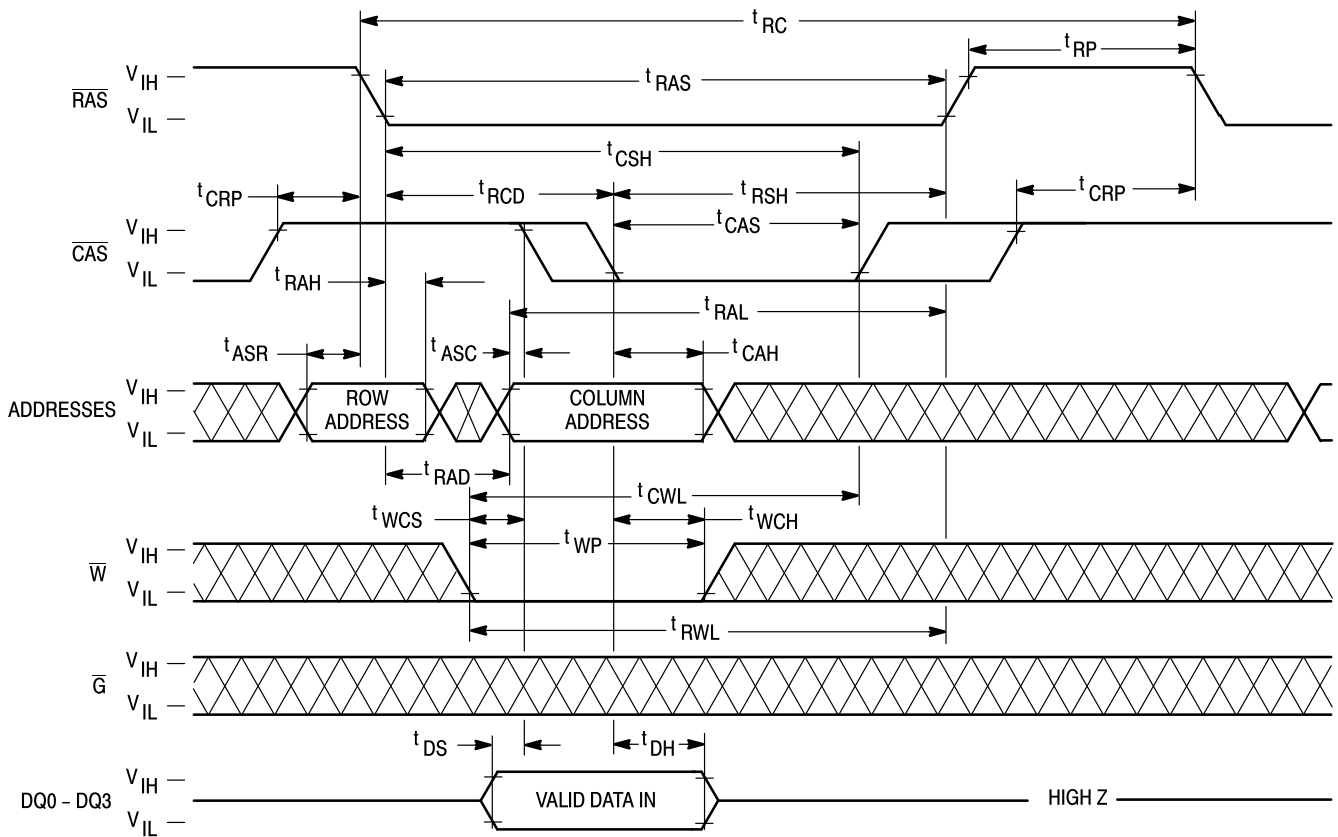 t RC
t RP
V IH
RAS
t RAS
V IL
t CSH
t CRP
t RCD
t RSH
t CRP
t CAS
V IH
CAS
V IL
t RAH
t RAL
t ASR
t ASC
t CAH
V IH
ADDRESSES
ROW
ADDRESS
COLUMN
ADDRESS
V IL
t RAD
t CWL
t WCS
t WCH
t WP
V IH
W
V IL
t RWL
V IH
G
V IL
t DS
t DH
V IH
DQ0 – DQ3
VALID DATA IN
HIGH Z
V IL